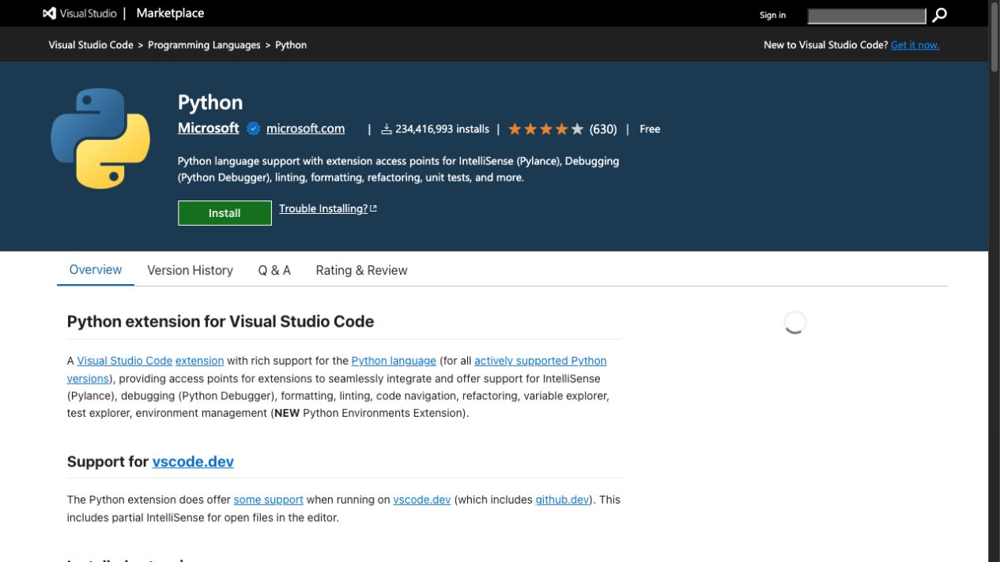 Visual Studio | Marketplace
Sign in
Visual Studio Code > Programming Languages > Python
New to Visual Studio Code? Get it now.
Python
Microsoft microsoft.com | 234,416,993 installs | (630) | Free
Python language support with extension access points for IntelliSense (Pylance), Debugging
(Python Debugger), linting, formatting, refactoring, unit tests, and more.
Install Trouble Installing?
Overview Version History Q & A Rating & Review
Python extension for Visual Studio Code
A Visual Studio Code extension with rich support for the Python language (for all actively supported Python
versions), providing access points for extensions to seamlessly integrate and offer support for IntelliSense
(Pylance), debugging (Python Debugger), formatting, linting, code navigation, refactoring, variable explorer,
test explorer, environment management (NEW Python Environments Extension).
Support for vscode.dev
The Python extension does offer some support when running on vscode.dev (which includes github.dev). This
includes partial IntelliSense for open files in the editor.